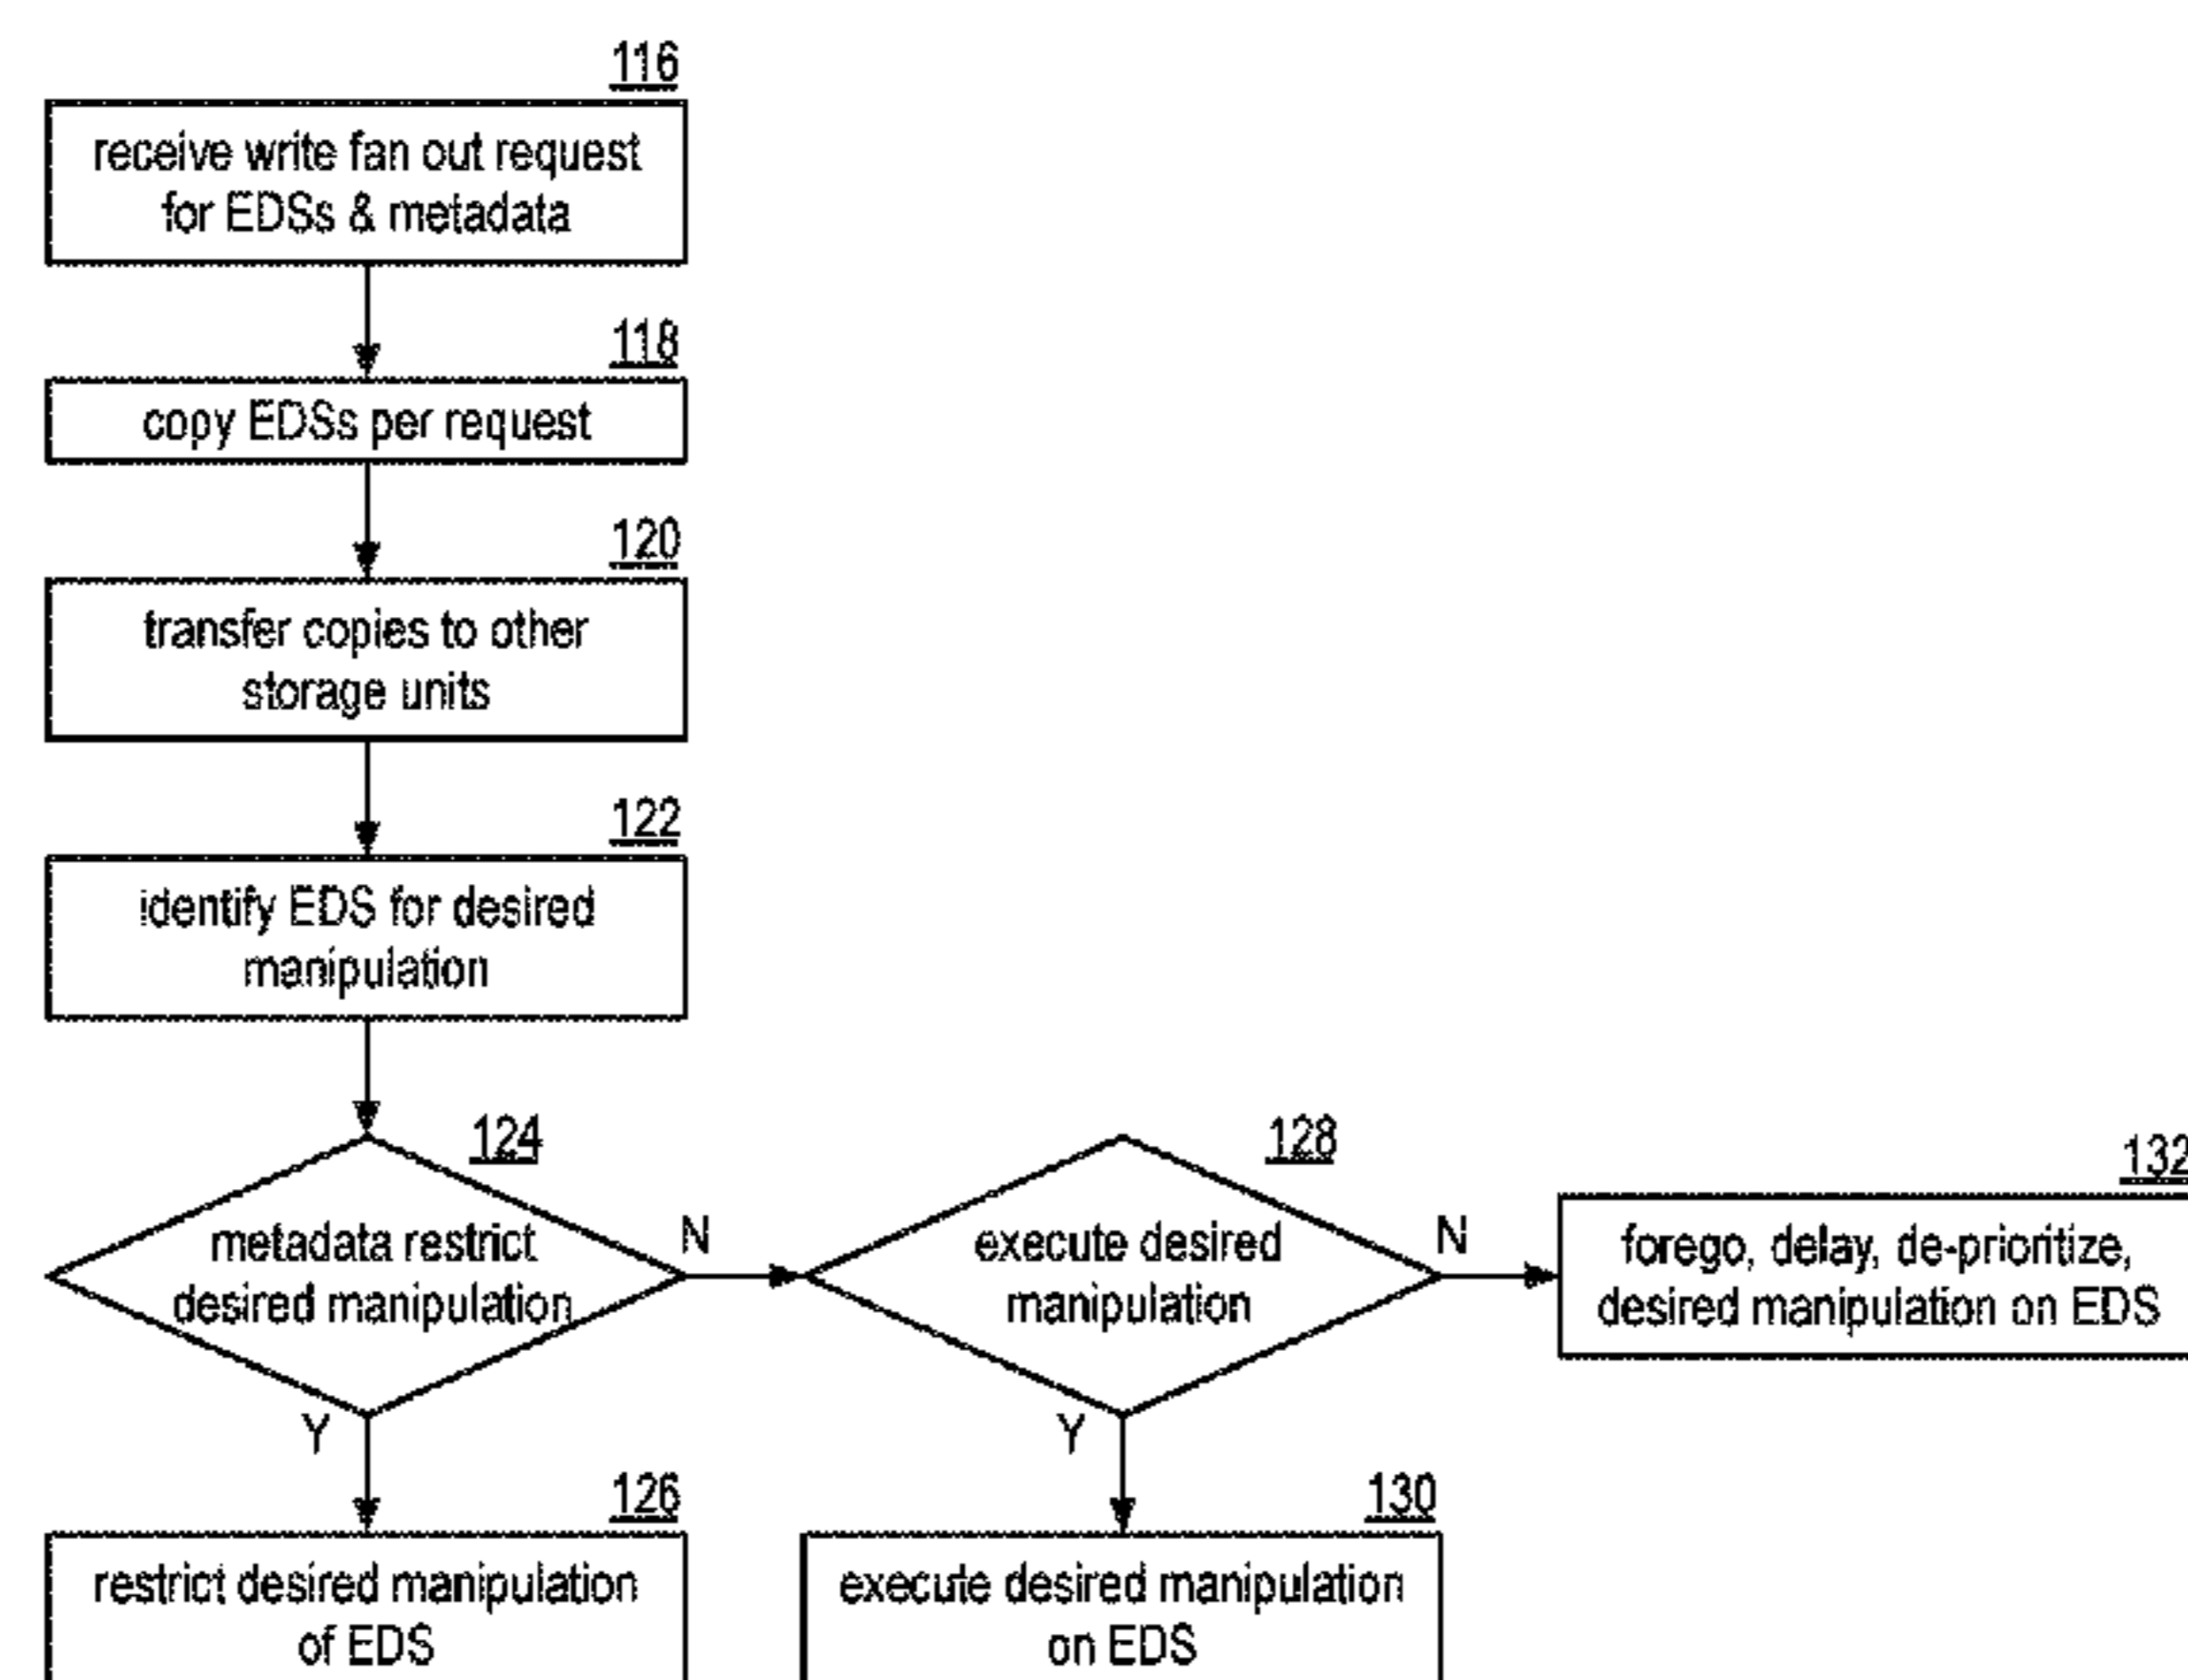 116
receive write fan out request
for EDSs & metadata
118
copy EDSs per request
120
transfer copies to other
storage units
122
identify EDS for desired
manipulation
124
metadata restrict
desired manipulation
N
Y
128
execute desired
manipulation
N
Y
132
forego, delay, de-prioritize,
desired manipulation on EDS
126
restrict desired manipulation
of EDS
130
execute desired manipulation
on EDS